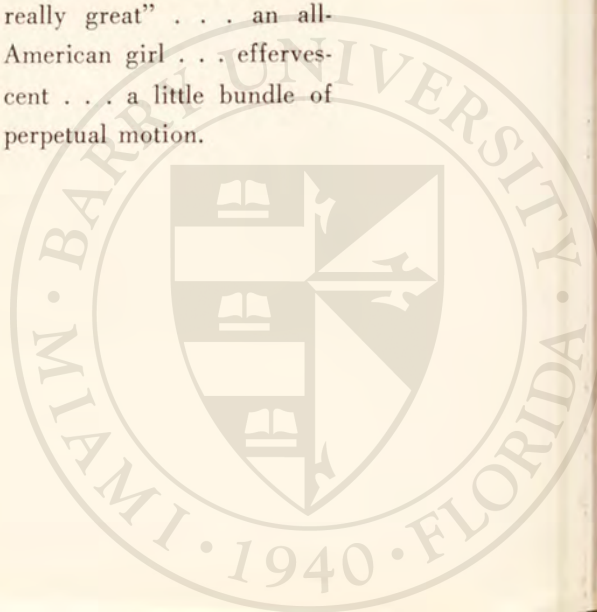 really great” . . . an all-
American girl . . . efferves-
cent . . . a little bundle of
perpetual motion.
BARRY UNIVERSITY
MIAMI • 1940 • FLORIDA